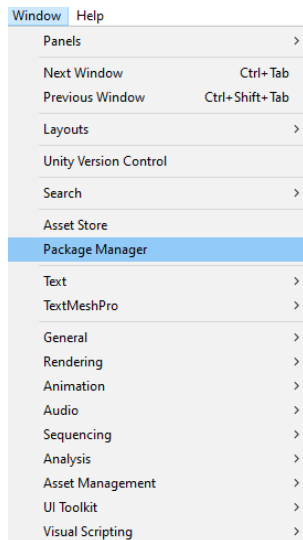 Window Help
Panels >
Next Window Ctrl+Tab
Previous Window Ctrl+Shift+Tab
Layouts >
Unity Version Control
Search >
Asset Store
Package Manager
Text >
TextMeshPro >
General >
Rendering >
Animation >
Audio >
Sequencing >
Analysis >
Asset Management >
UI Toolkit >
Visual Scripting >